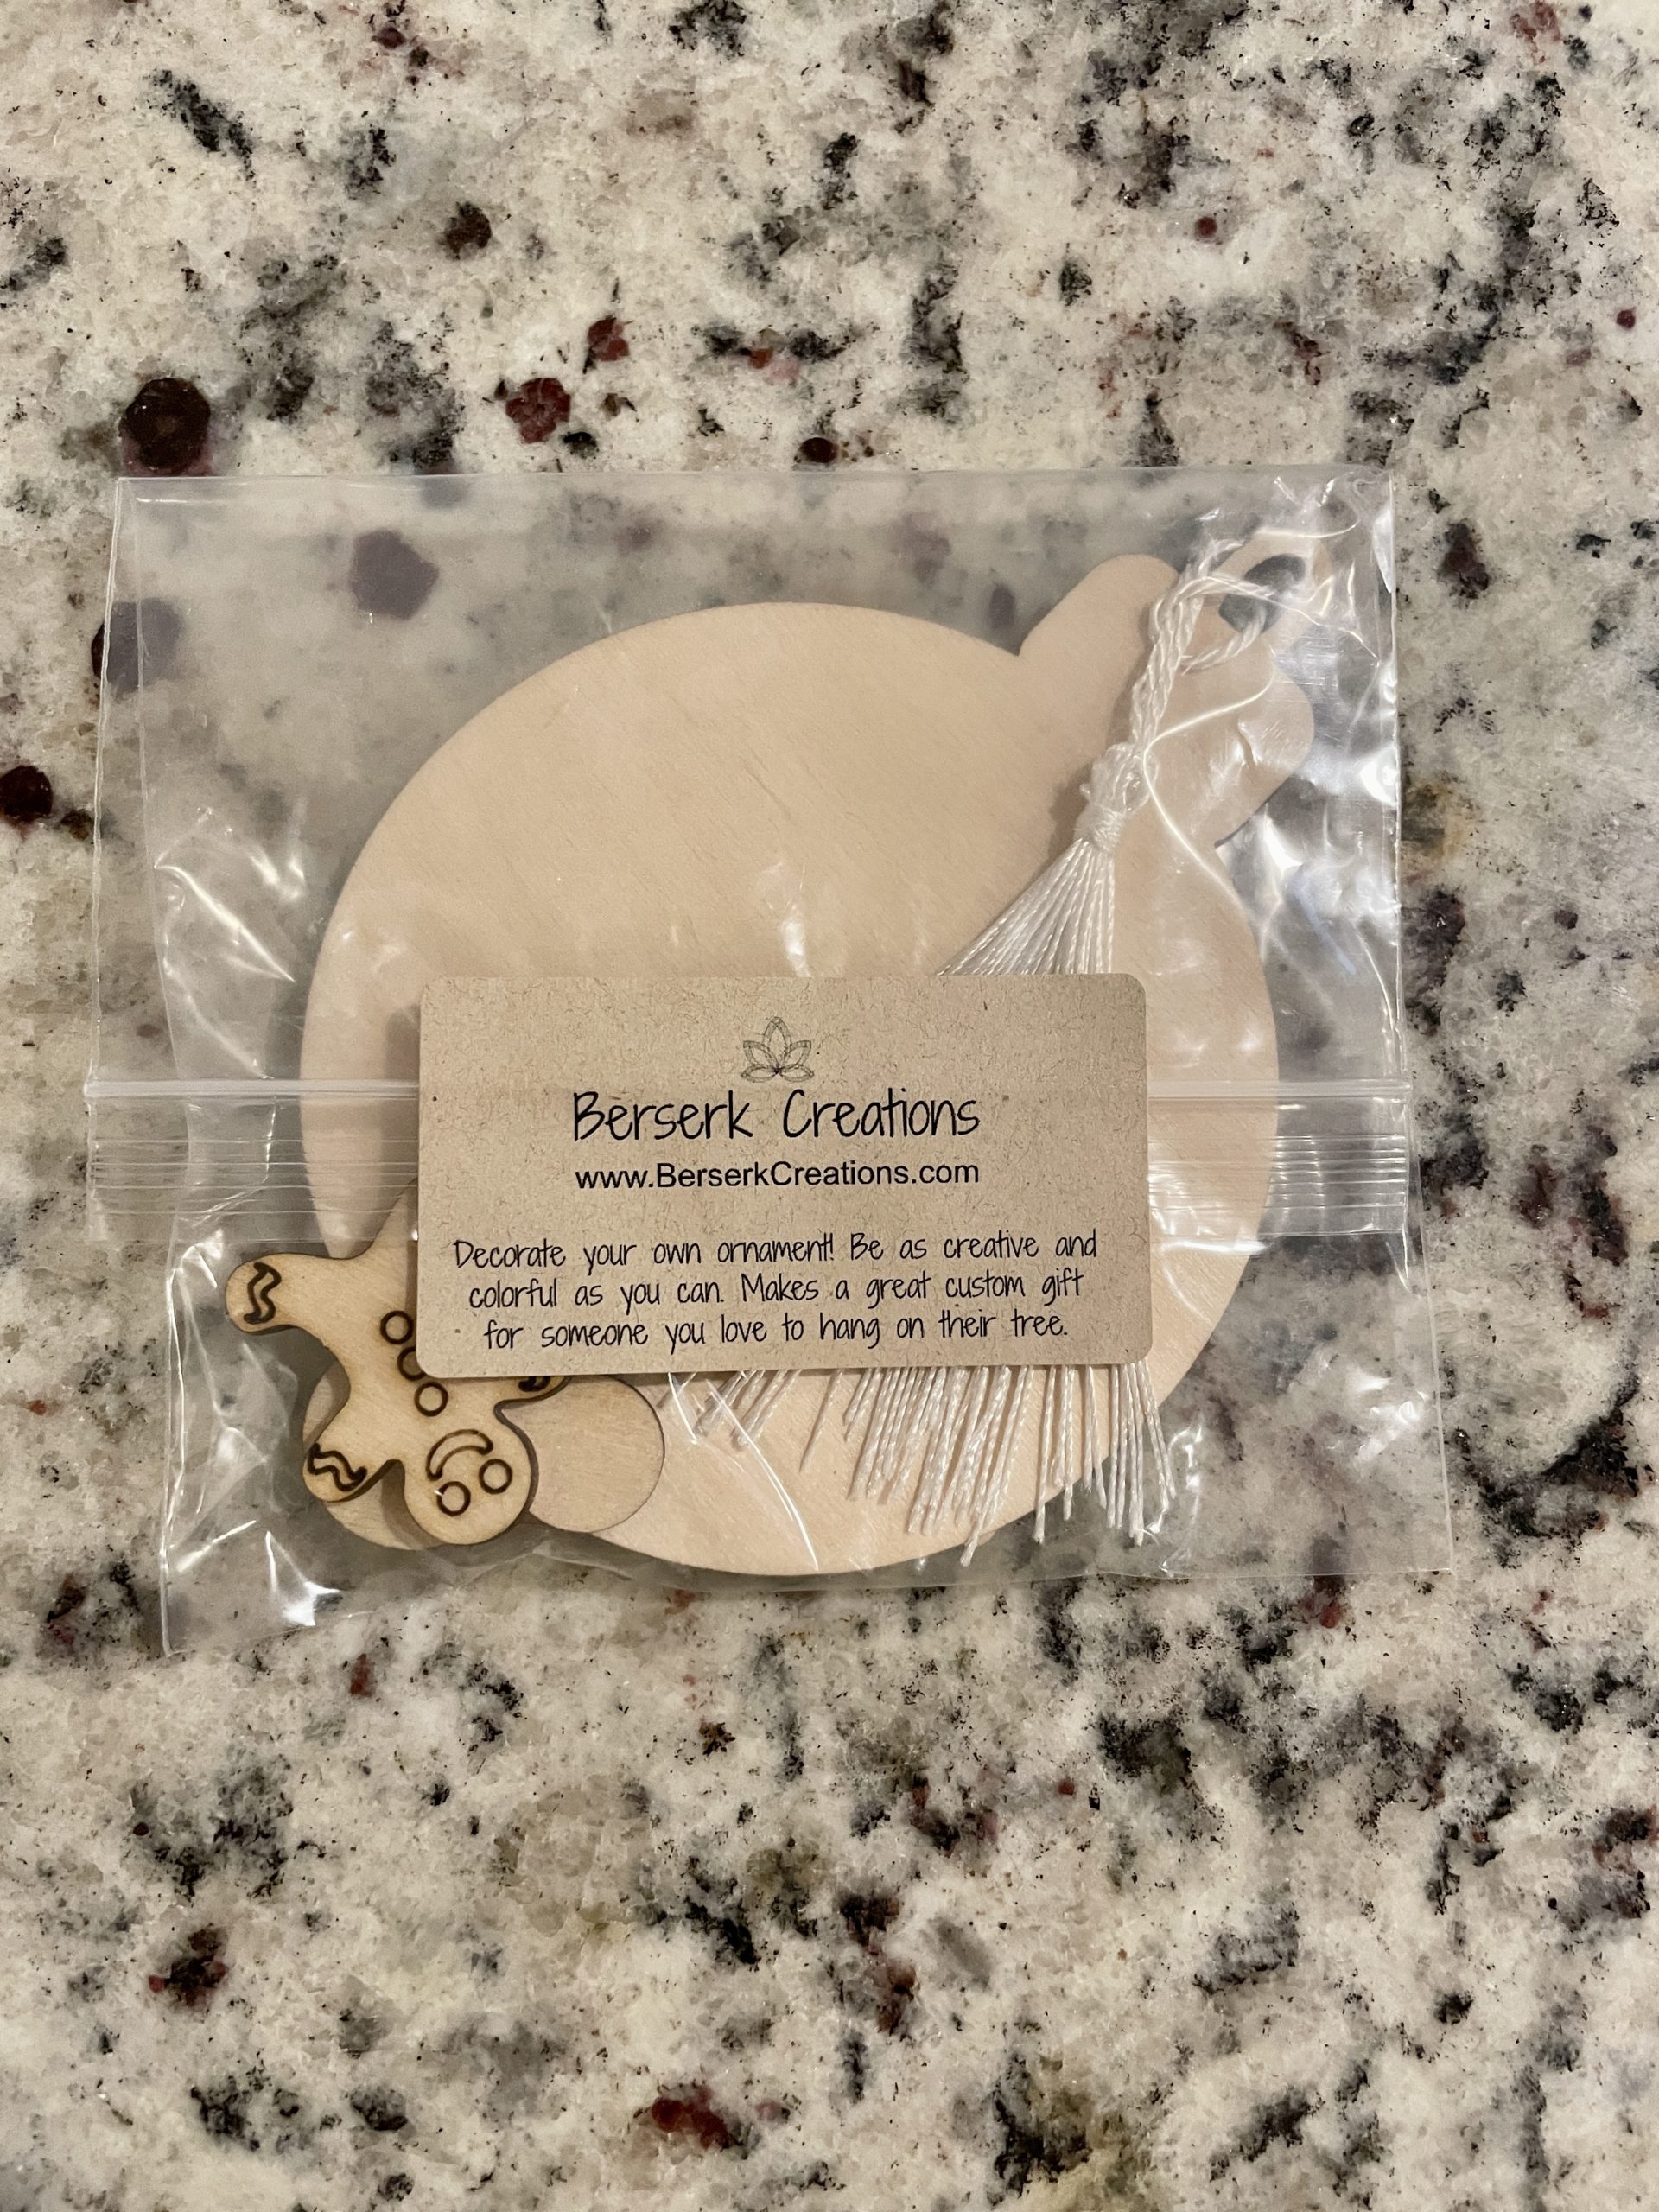 Berserk Creations
www.BerserkCreations.com
Decorate your own ornament! Be as creative and
colorful as you can. Makes a great custom gift
for someone you love to hang on their tree.